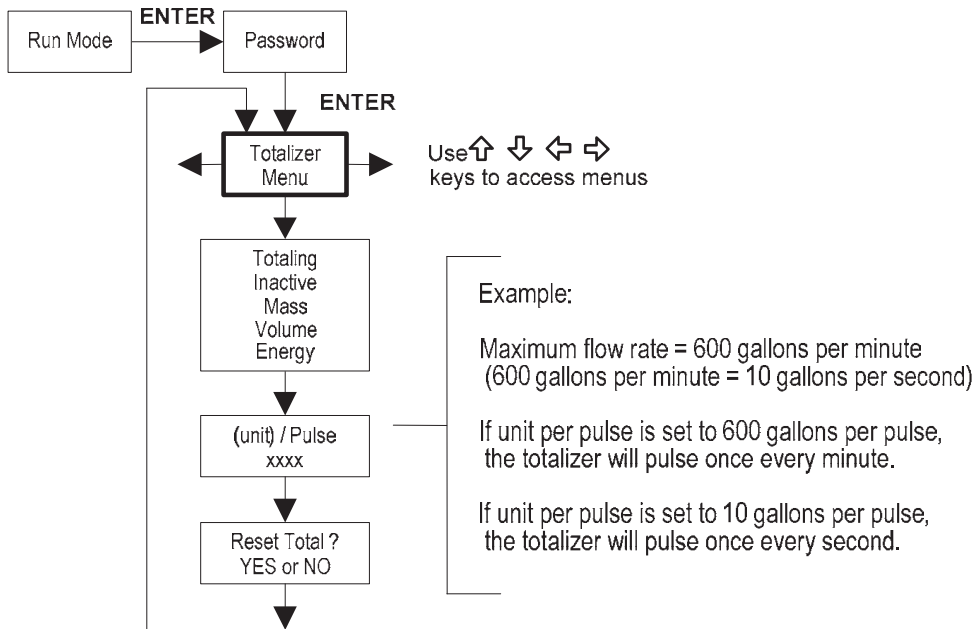 ENTER
Run Mode
Password
ENTER
Totalizer
Menu
Use ⇧ ⇩ ⇦ ⇨
keys to access menus
Totaling
Inactive
Mass
Volume
Energy
(unit) / Pulse
xxxx
Reset Total ?
YES or NO
Example:
Maximum flow rate = 600 gallons per minute
(600 gallons per minute = 10 gallons per second)
If unit per pulse is set to 600 gallons per pulse,
the totalizer will pulse once every minute.
If unit per pulse is set to 10 gallons per pulse,
the totalizer will pulse once every second.